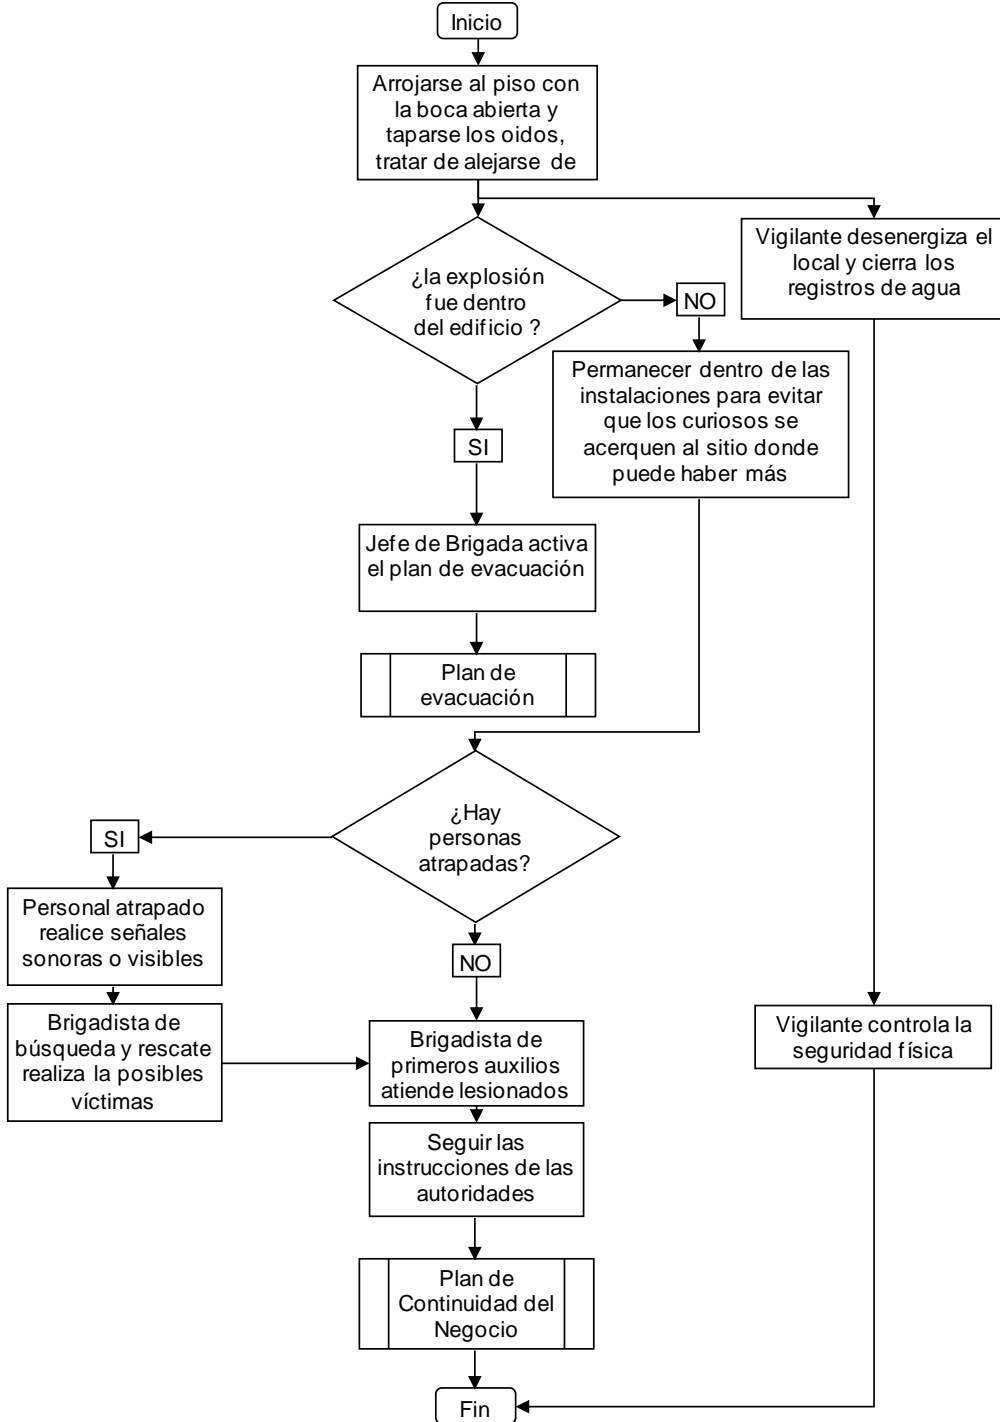 Inicio
Arrojarse al piso con
la boca abierta y
taparse los oidos,
tratar de alejarse de
¿la explosión
fue dentro
del edificio ?
NO
Vigilante desenergiza el
local y cierra los
registros de agua
Permanecer dentro de las
instalaciones para evitar
que los curiosos se
acerquen al sitio donde
puede haber más
SI
Jefe de Brigada activa
el plan de evacuación
Plan de
evacuación
¿Hay
personas
atrapadas?
SI
Personal atrapado
realice señales
sonoras o visibles
NO
Brigadista de
búsqueda y rescate
realiza la posibles
víctimas
Brigadista de
primeros auxilios
atiende lesionados
Vigilante controla la
seguridad física
Seguir las
instrucciones de las
autoridades
Plan de
Continuidad del
Negocio
Fin